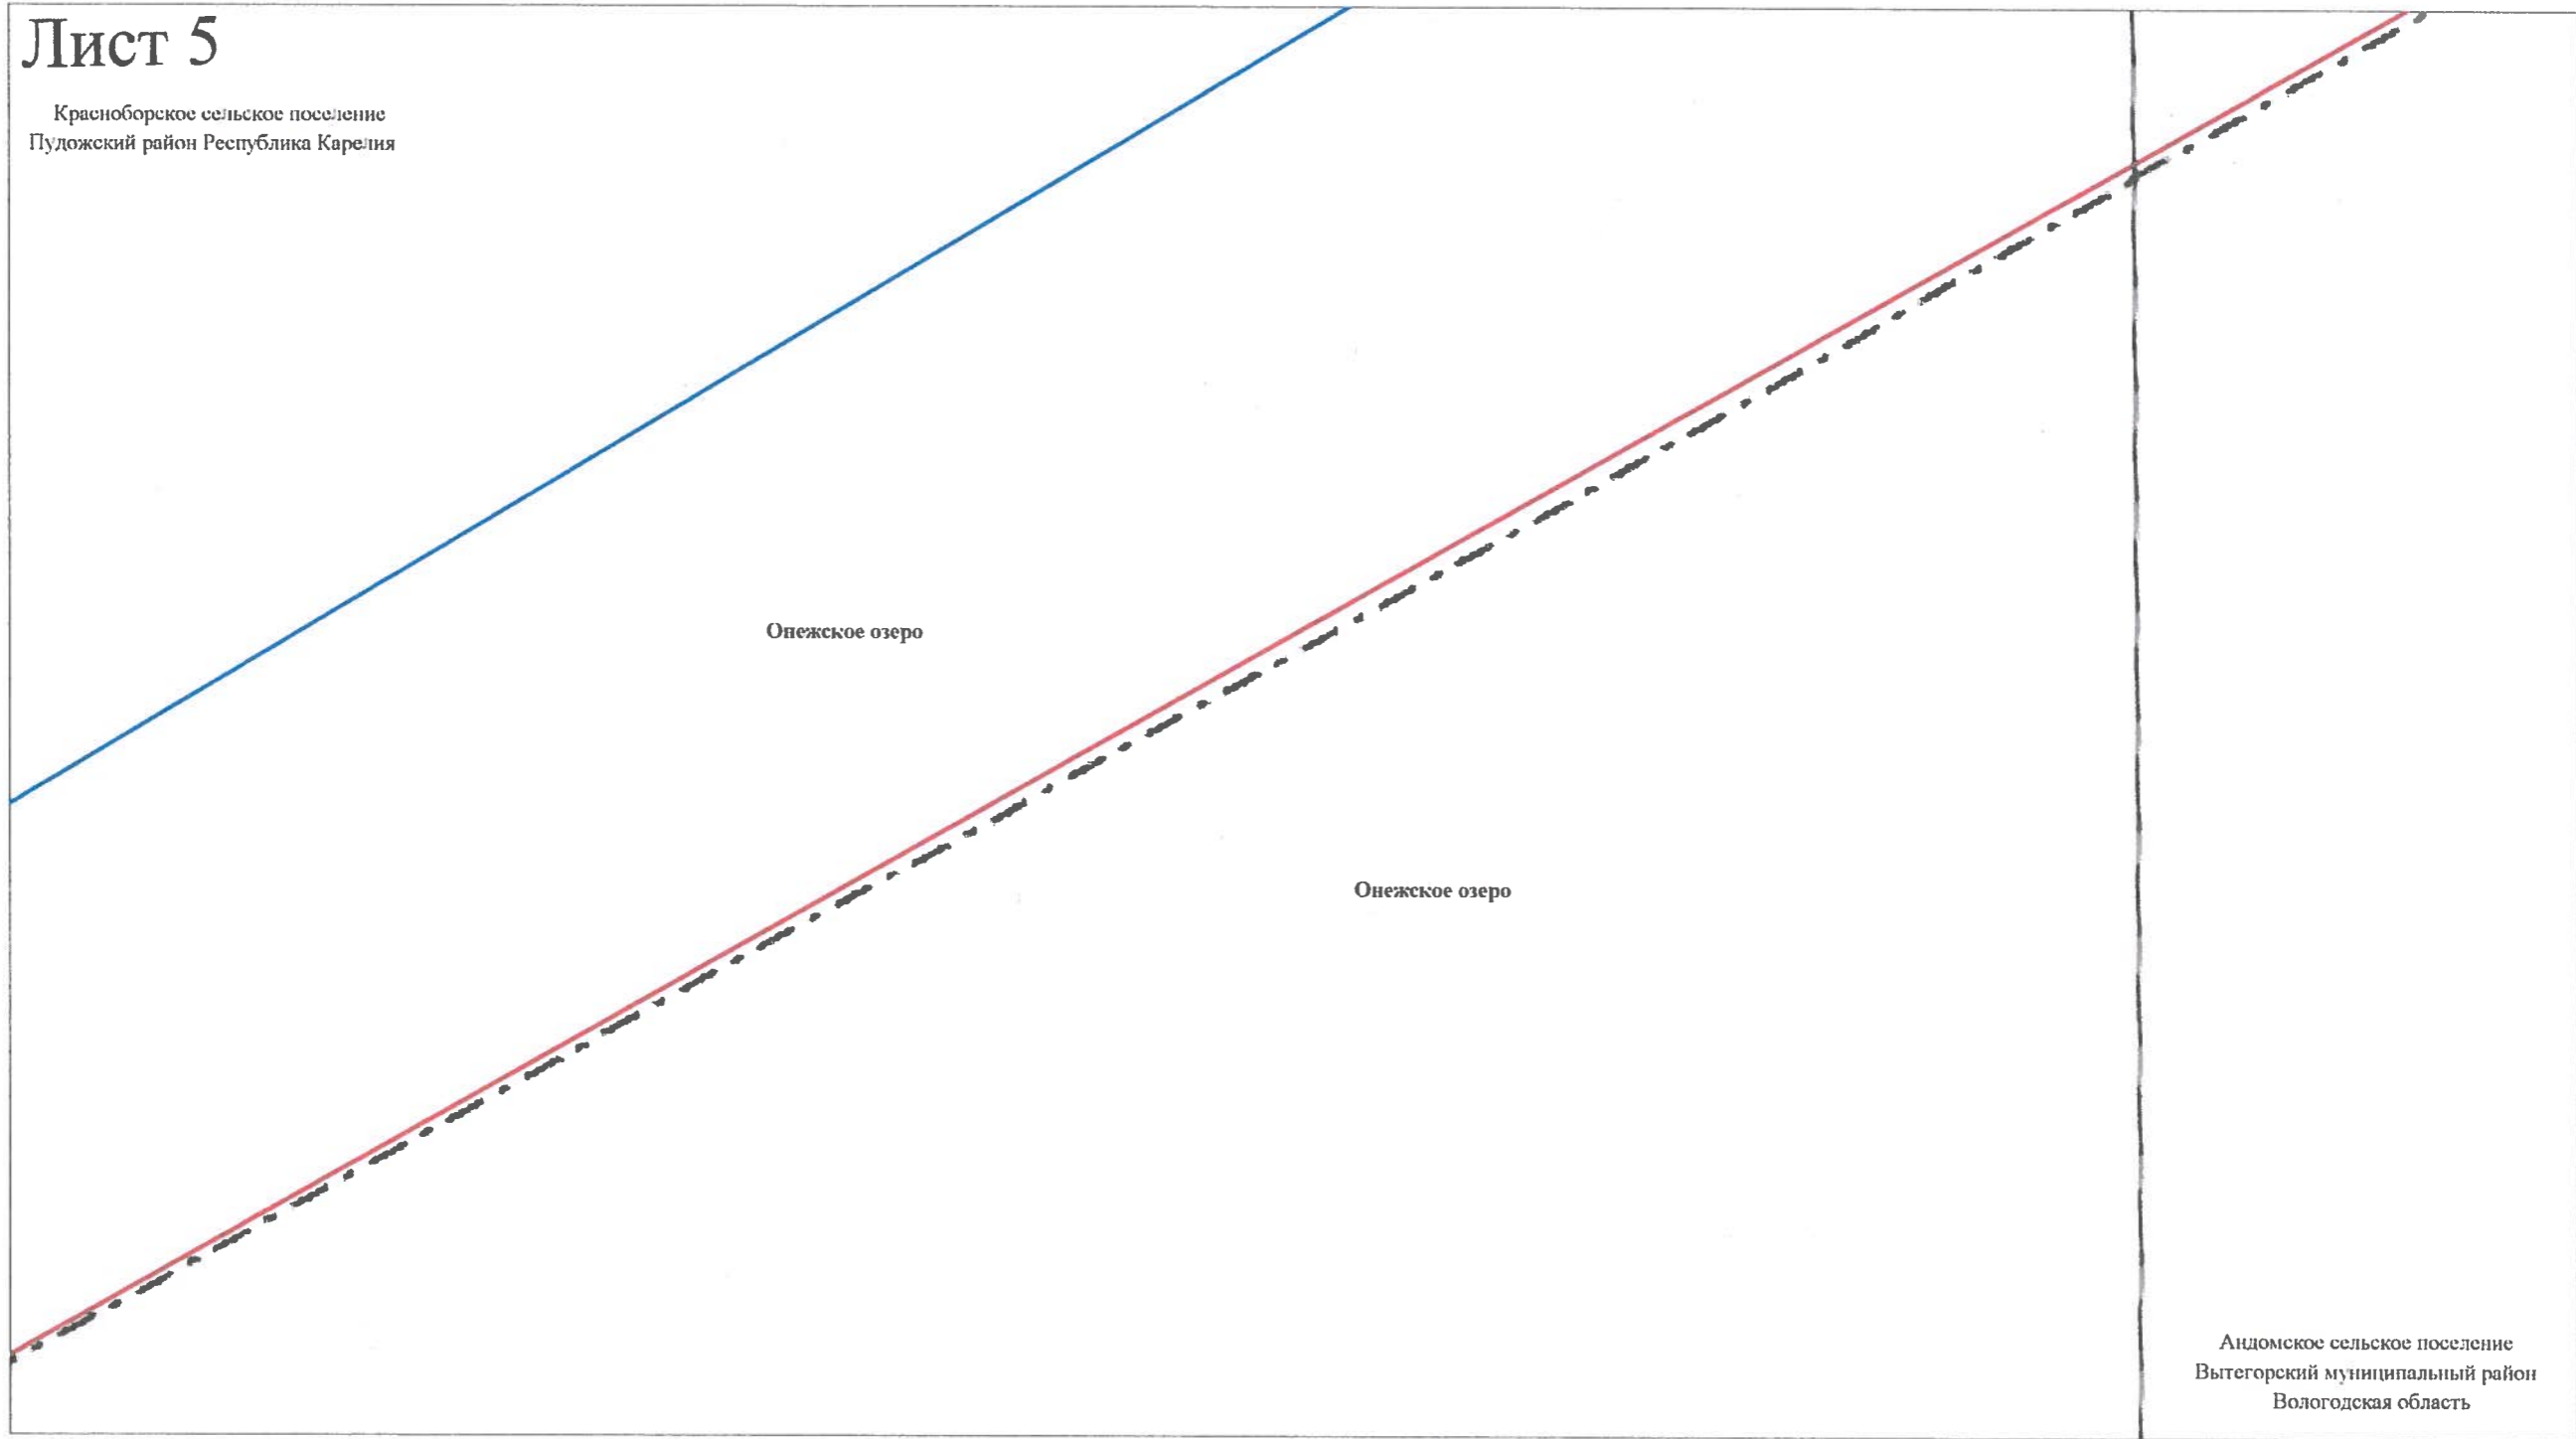 Лист 5
Красноборское сельское поселение
Пудожский район Республика Карелия
Онежское озеро
Онежское озеро
Андомское сельское поселение
Вытегорский муниципальный район
Вологодская область